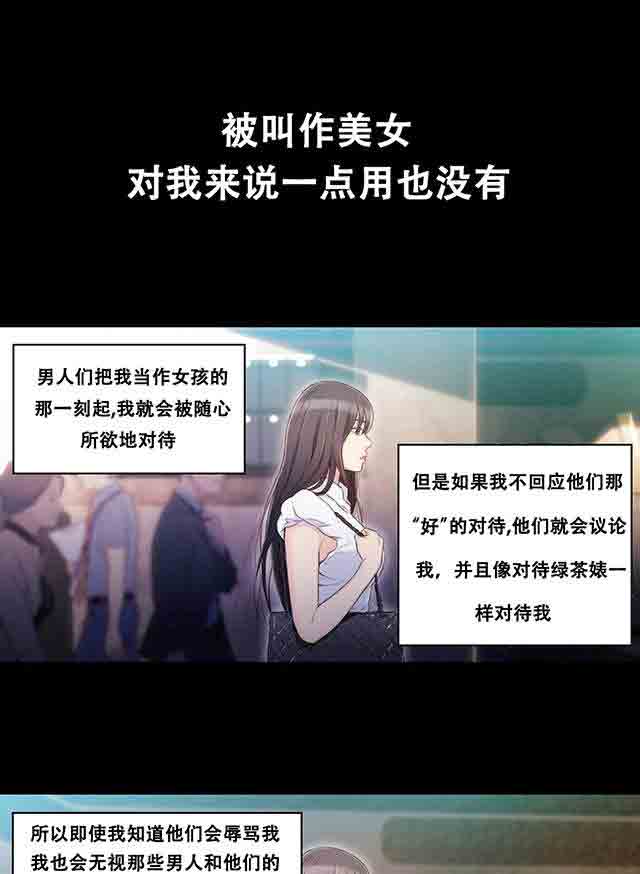 被叫作美女
对我来说一点用也没有
男人们把我当作女孩的
那一刻起,我就会被随心
所欲地对待
但是如果我不回应他们那
“好”的对待,他们就会议论
我，并且像对待绿茶婊一
样对待我
所以即使我知道他们会辱骂我
我也会无视那些男人和他们的